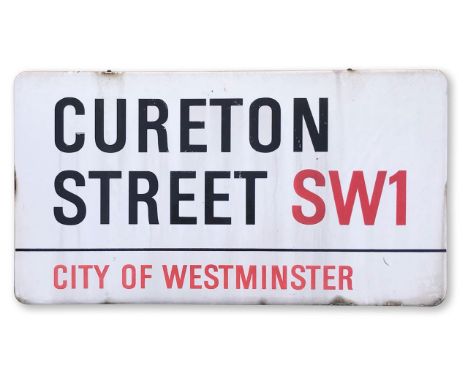 CURETON
STREET SW1
CITY OF WESTMINSTER